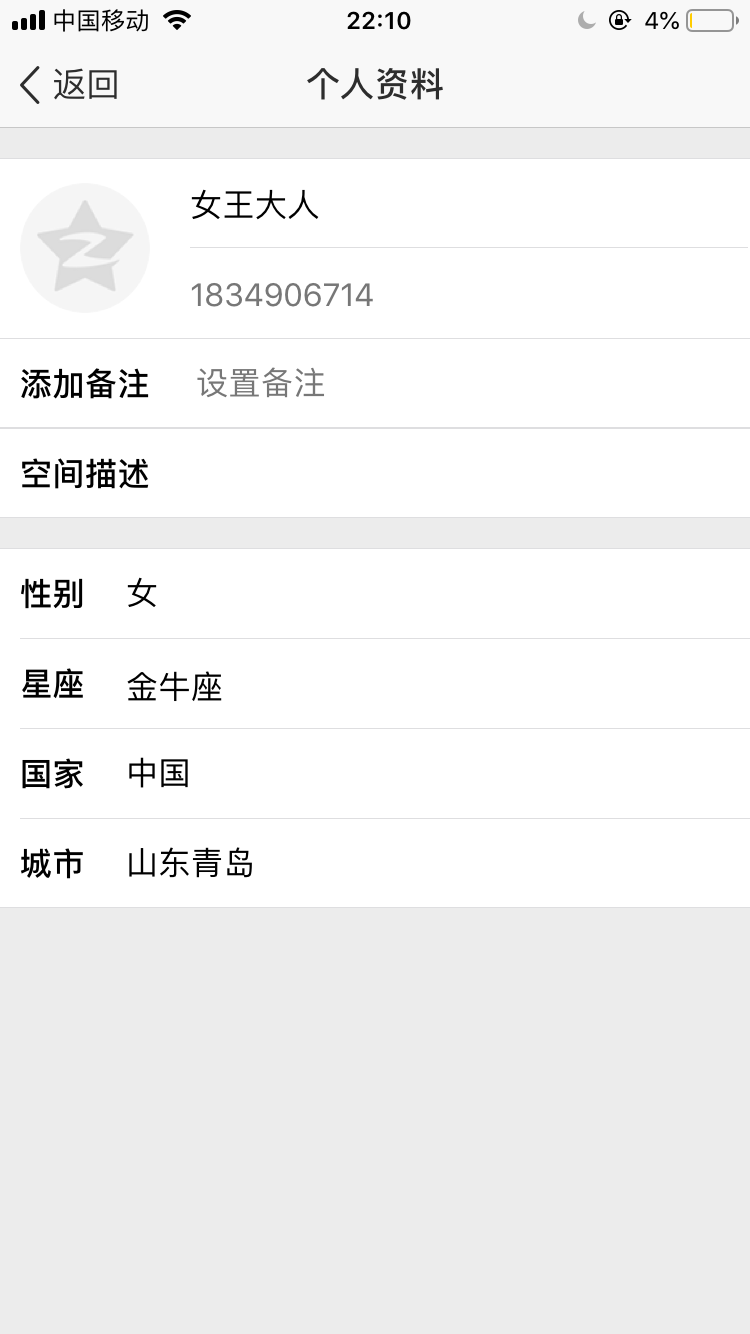 中国移动 22:10 4%
返回 个人资料
女王大人
1834906714
添加备注 设置备注
空间描述
性别 女
星座 金牛座
国家 中国
城市 山东青岛